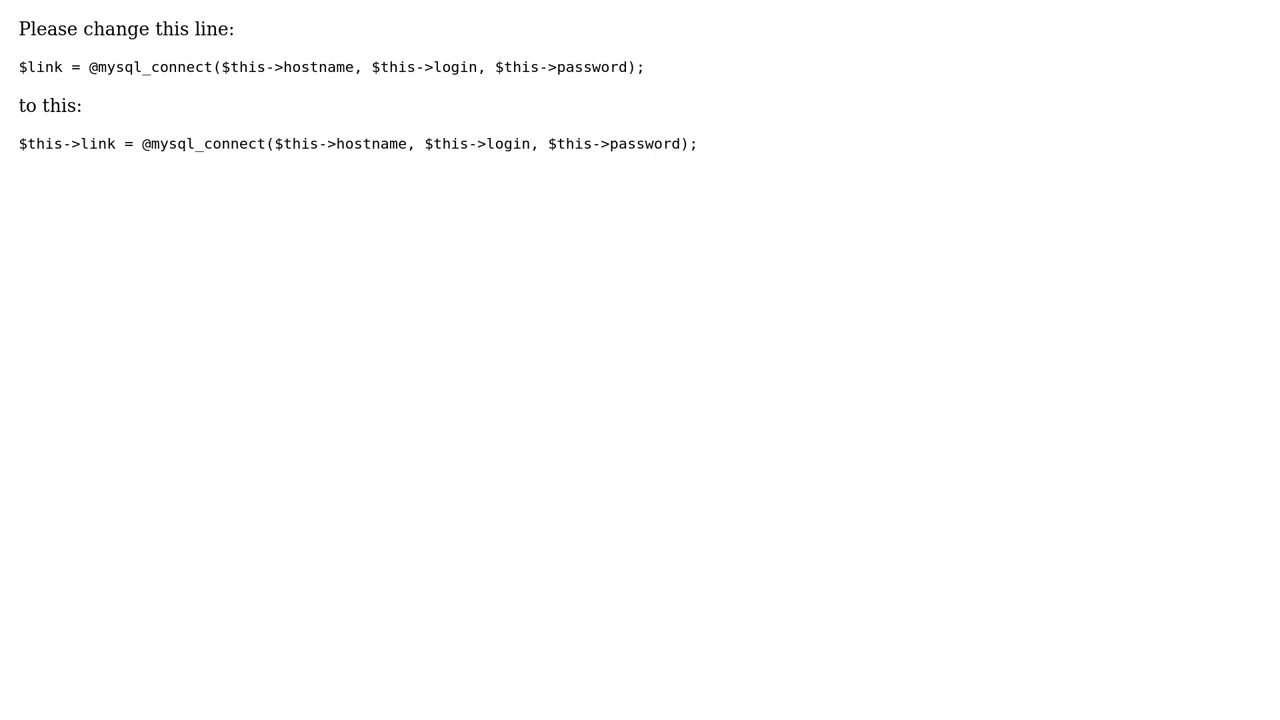 Please change this line:
$link = @mysql_connect($this->hostname, $this->login, $this->password);
to this:
$this->link = @mysql_connect($this->hostname, $this->login, $this->password);